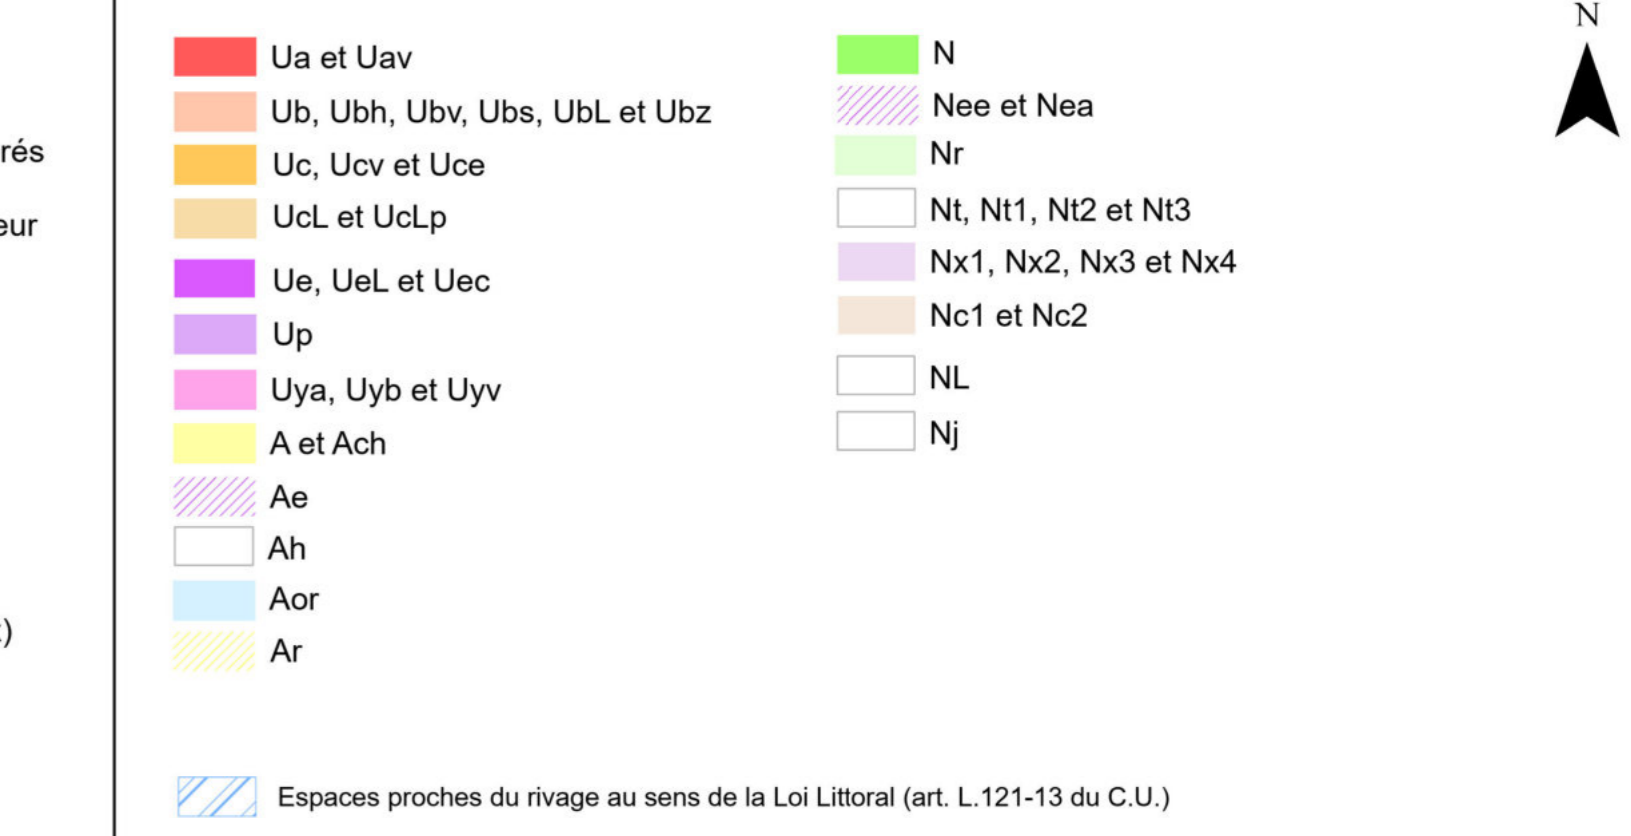 rés
eur
)
Ua et Uav
Ub, Ubh, Ubv, Ubs, UbL et Ubz
Uc, Ucv et Uce
UcL et UcLp
Ue, UeL et Uec
Up
Uya, Uyb et Uyv
A et Ach
Ae
Ah
Aor
Ar
N
Nee et Nea
Nr
Nt, Nt1, Nt2 et Nt3
Nx1, Nx2, Nx3 et Nx4
Nc1 et Nc2
NL
Nj
N
Espaces proches du rivage au sens de la Loi Littoral (art. L.121-13 du C.U.)